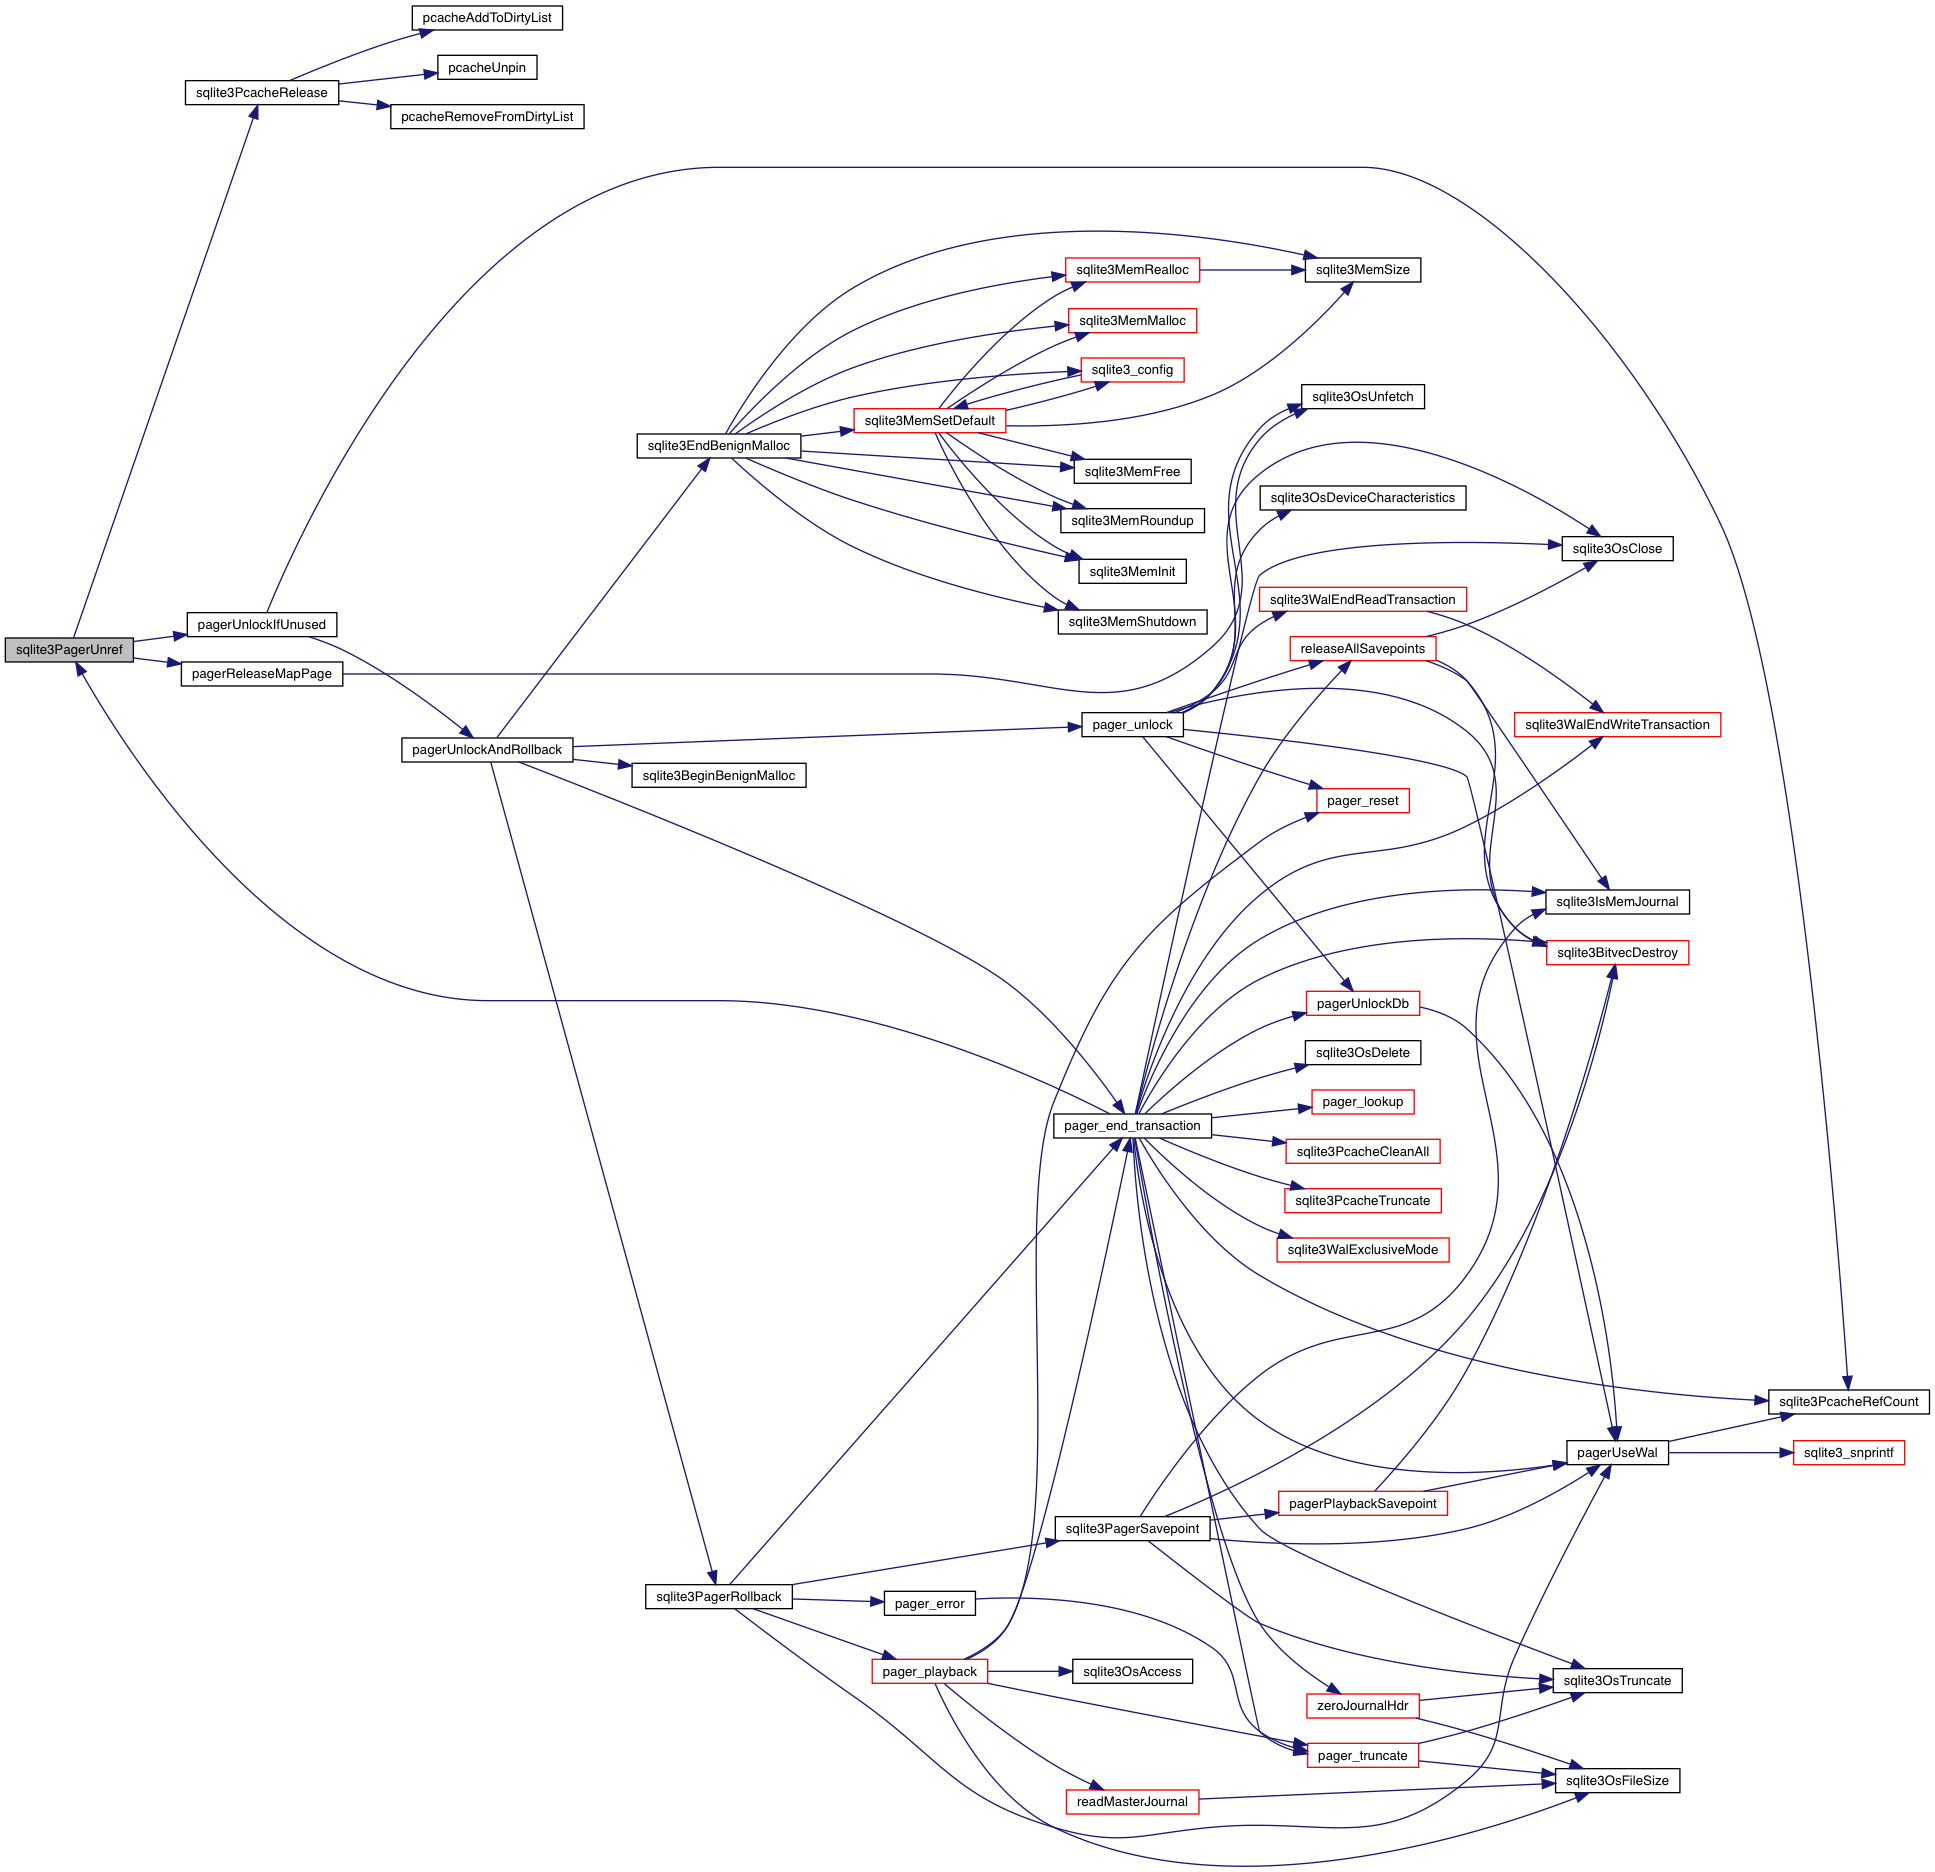 pcacheAddToDirtyList
pcacheUnpin
sqlite3PcacheRelease
pcacheRemoveFromDirtyList
sqlite3MemRealloc
sqlite3MemSize
sqlite3MemMalloc
sqlite3_config
sqlite3OsUnfetch
sqlite3MemSetDefault
sqlite3EndBenignMalloc
sqlite3MemFree
sqlite3OsDeviceCharacteristics
sqlite3MemRoundup
sqlite3OsClose
sqlite3MemInit
sqlite3WalEndReadTransaction
sqlite3MemShutdown
pagerUnlockIfUnused
sqlite3PagerUnref
releaseAllSavepoints
pagerReleaseMapPage
pager_unlock
sqlite3WalEndWriteTransaction
pagerUnlockAndRollback
sqlite3BeginBenignMalloc
pager_reset
sqlite3IsMemJournal
sqlite3BitvecDestroy
pagerUnlockDb
sqlite3OsDelete
pager_lookup
pager_end_transaction
sqlite3PcacheCleanAll
sqlite3PcacheTruncate
sqlite3WalExclusiveMode
sqlite3PcacheRefCount
pagerUseWal
sqlite3_snprintf
pagerPlaybackSavepoint
sqlite3PagerSavepoint
sqlite3PagerRollback
pager_error
pager_playback
sqlite3OsAccess
sqlite3OsTruncate
zeroJournalHdr
pager_truncate
sqlite3OsFileSize
readMasterJournal